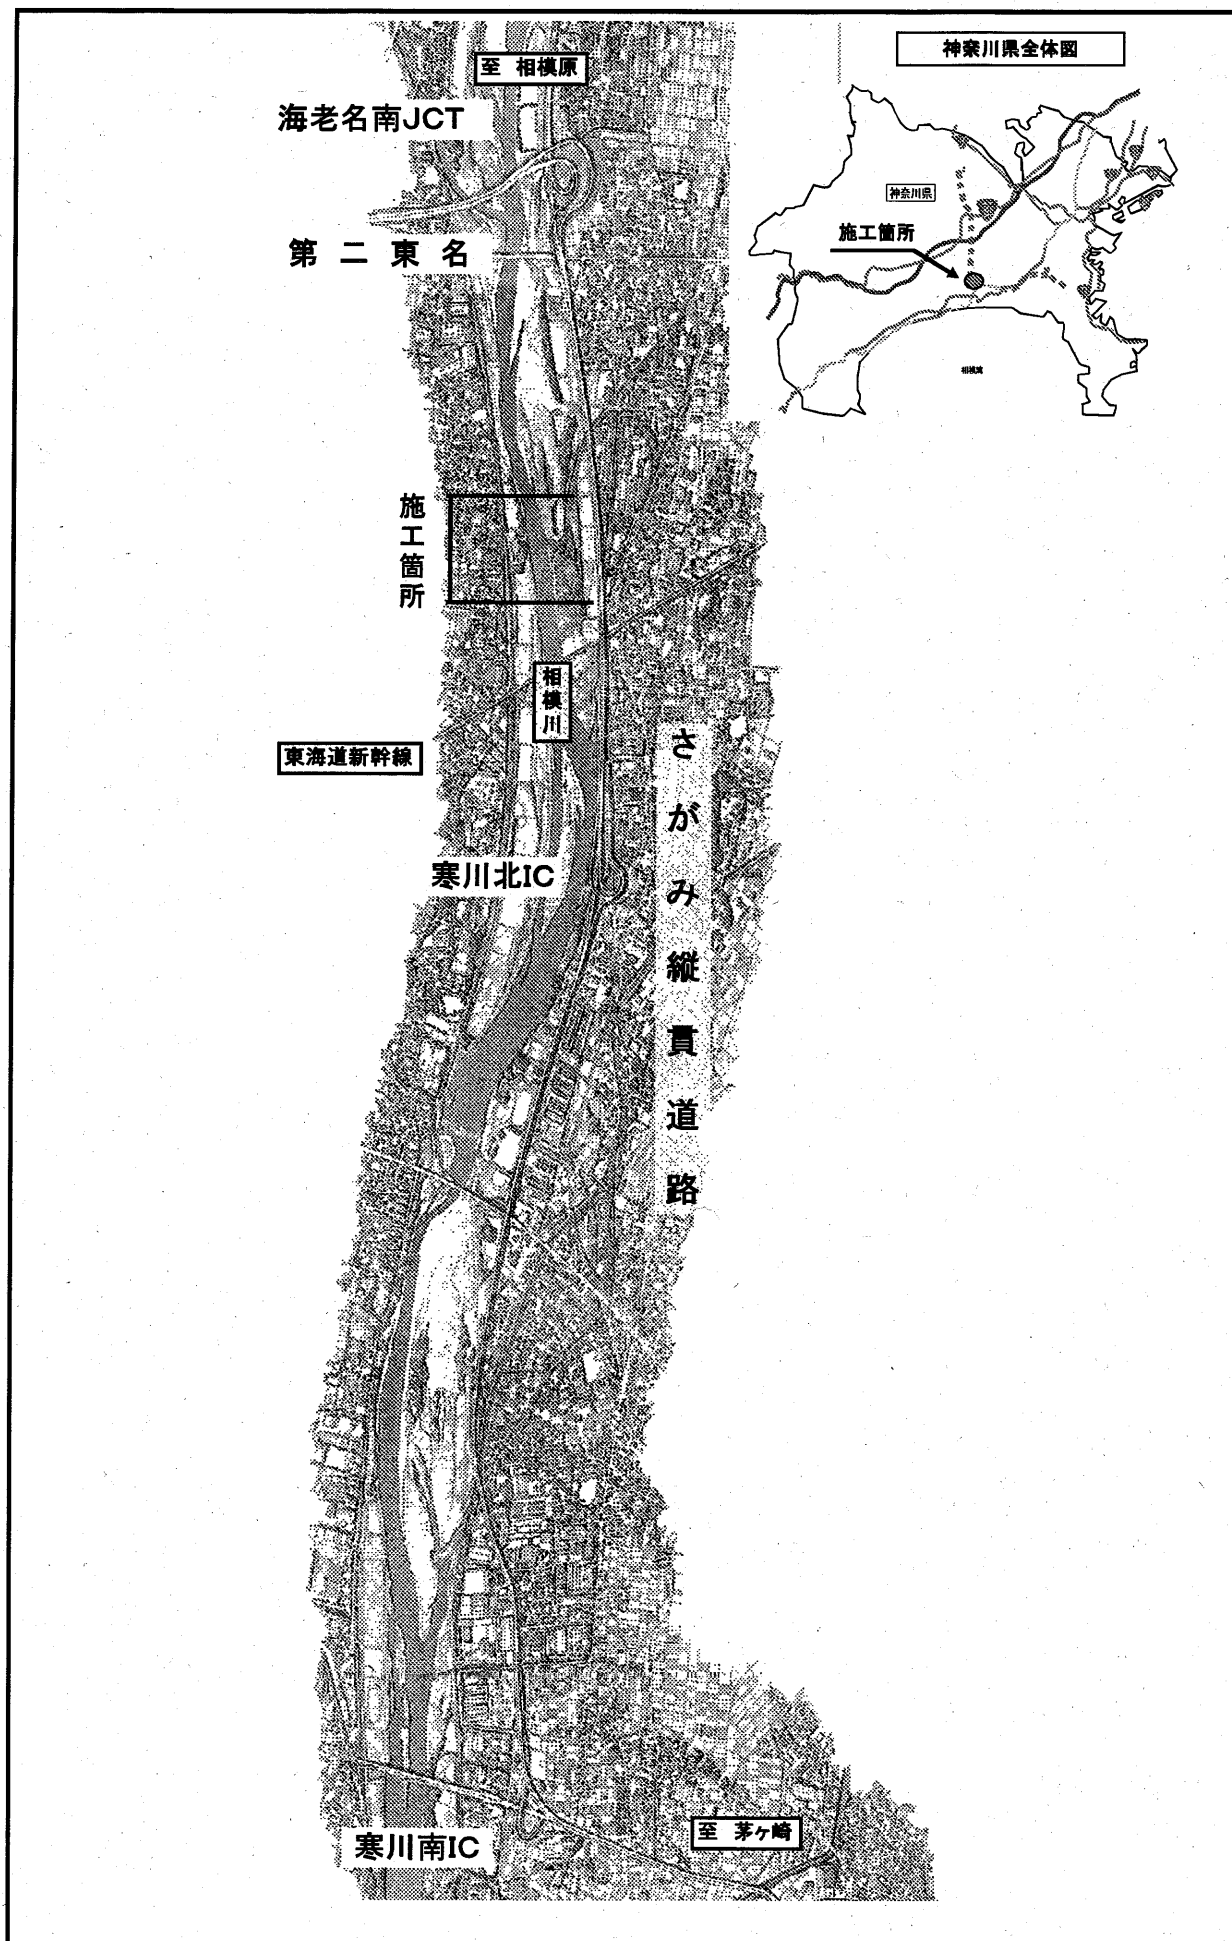 至 相模原
海老名南JCT
第二東名
施工箇所
相模川
東海道新幹線
寒川北IC
さがみ縦貫道路
寒川南IC
至 茅ヶ崎
神奈川県全体図
神奈川県
施工箇所
相模湾